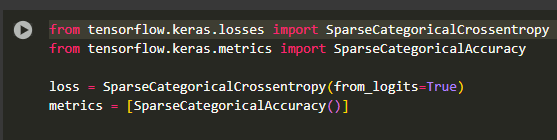 from tensorflow.keras.losses import SparseCategoricalCrossentropy
from tensorflow.keras.metrics import SparseCategoricalAccuracy
loss = SparseCategoricalCrossentropy(from_logits=True)
metrics = [SparseCategoricalAccuracy()]